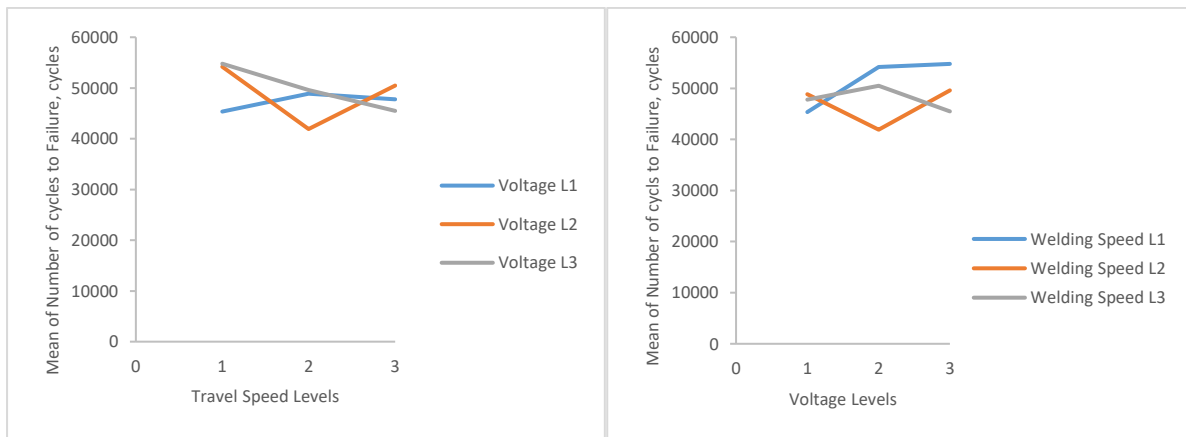 Mean of Number of cycles to Failure, cycles
60000
50000
40000
30000
20000
10000
0
0
1
2
3
Travel Speed Levels
Voltage L1
Voltage L2
Voltage L3
Mean of Number of cycls to Failure, cycles
60000
50000
40000
30000
20000
10000
0
0
1
2
3
Voltage Levels
Welding Speed L1
Welding Speed L2
Welding Speed L3